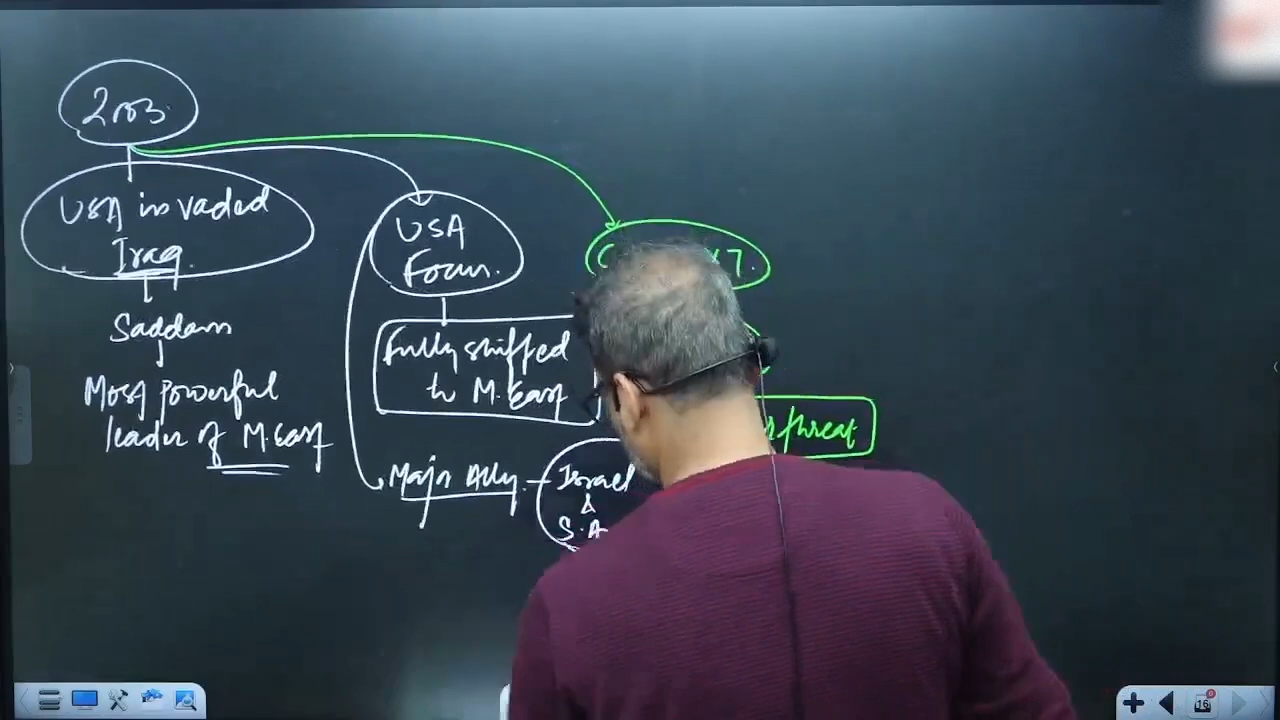 2003.
USA invaded
Iraq.
Saddam
Most powerful
leader of M.East
USA
Focus.
fully shifted
to M.East
Major Ally - Israel
&
S.A
threat
16